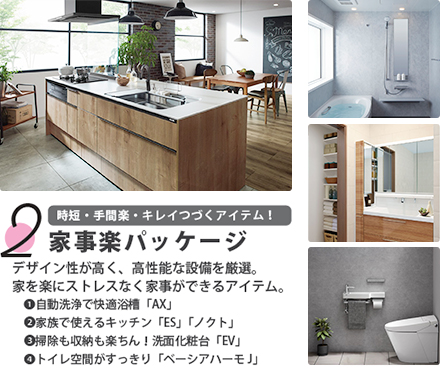 2
時短・手間楽・キレイつづくアイテム！
家事楽パッケージ
デザイン性が高く、高性能な設備を厳選。
家を楽にストレスなく家事ができるアイテム。
❶自動洗浄で快適浴槽「AX」
❷家族で使えるキッチン「ES」「ノクト」
❸掃除も収納も楽ちん！洗面化粧台「EV」
❹トイレ空間がすっきり「ベーシアハーモJ」